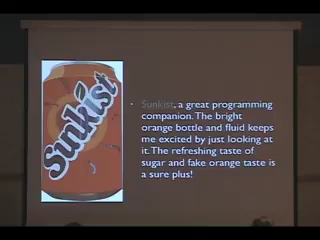 Sunkist
Sunkist, a great programming
companion. The bright
orange bottle and fluid keeps
me excited by just looking at
it. The refreshing taste of
sugar and fake orange taste is
a sure plus!